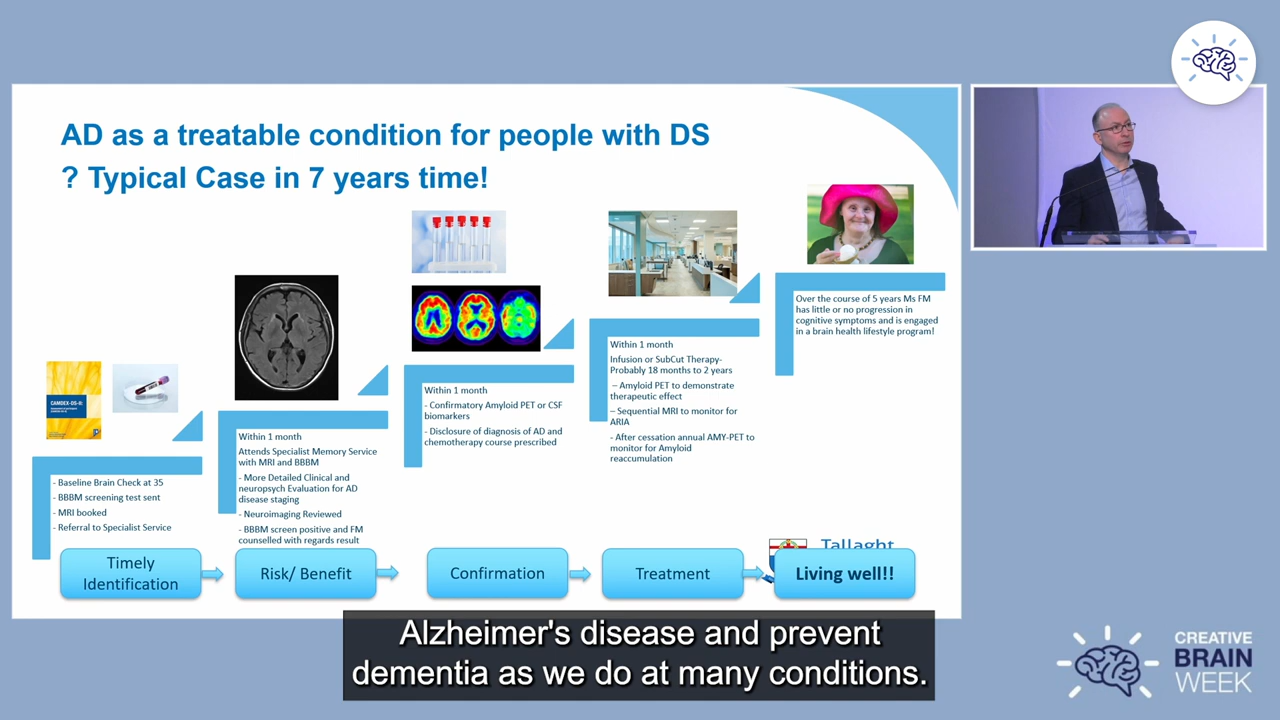 AD as a treatable condition for people with DS
? Typical Case in 7 years time!
CAMDEX-DS-II:
- Baseline Brain Check at 35
- BBBM screening test sent
- MRI booked
- Referral to Specialist Service
Within 1 month
Attends Specialist Memory Service
with MRI and BBBM
- More Detailed Clinical and
neuropsych Evaluation for AD
disease staging
- Neuroimaging Reviewed
- BBBM screen positive and FM
counselled with regards result
Within 1 month
- Confirmatory Amyloid PET or CSF
biomarkers
- Disclosure of diagnosis of AD and
chemotherapy course prescribed
Within 1 month
Infusion or SubCut Therapy-
Probably 18 months to 2 years
– Amyloid PET to demonstrate
therapeutic effect
– Sequential MRI to monitor for
ARIA
- After cessation annual AMY-PET to
monitor for Amyloid
reaccumulation
Over the course of 5 years Ms FM
has little or no progression in
cognitive symptoms and is engaged
in a brain health lifestyle program!
Tallaght
Timely
Identification
Risk/ Benefit
Confirmation
Treatment
Living well!!
Alzheimer's disease and prevent
dementia as we do at many conditions.
CREATIVE
BRAIN
WEEK